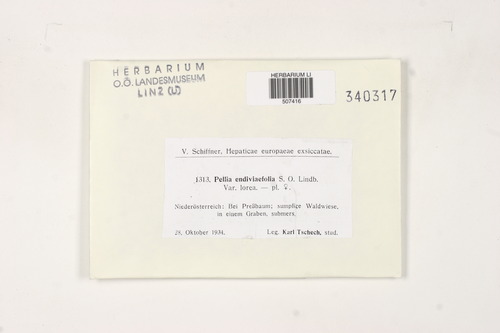 HERBARIUM
O.Ö. LANDESMUSEUM
LINZ (LI)
HERBARIUM LI
507416
340317
V. Schiffner, Hepaticae europaeae exsiccatae.
1313. Pellia endiviaefolia S. O. Lindb.
Var. lorea. — pl. ♀.
Niederösterreich: Bei Preßbaum; sumpfige Waldwiese,
in einem Graben, submers.
29. Oktober 1934. Leg. Karl Tschech, stud.